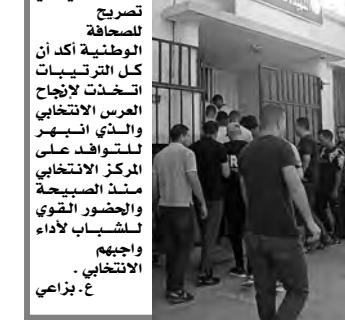 تصريح
للصحافة
الوطنية أكد أن
كل الترتيبات
اتخذت لإنجاح
العرس الانتخابي
والذي انبهر
للتوافد على
المركز الانتخابي
منذ الصبيحة
والحضور القوي
للشباب لأداء
واجبهم
الانتخابي .
ع. بزاعي